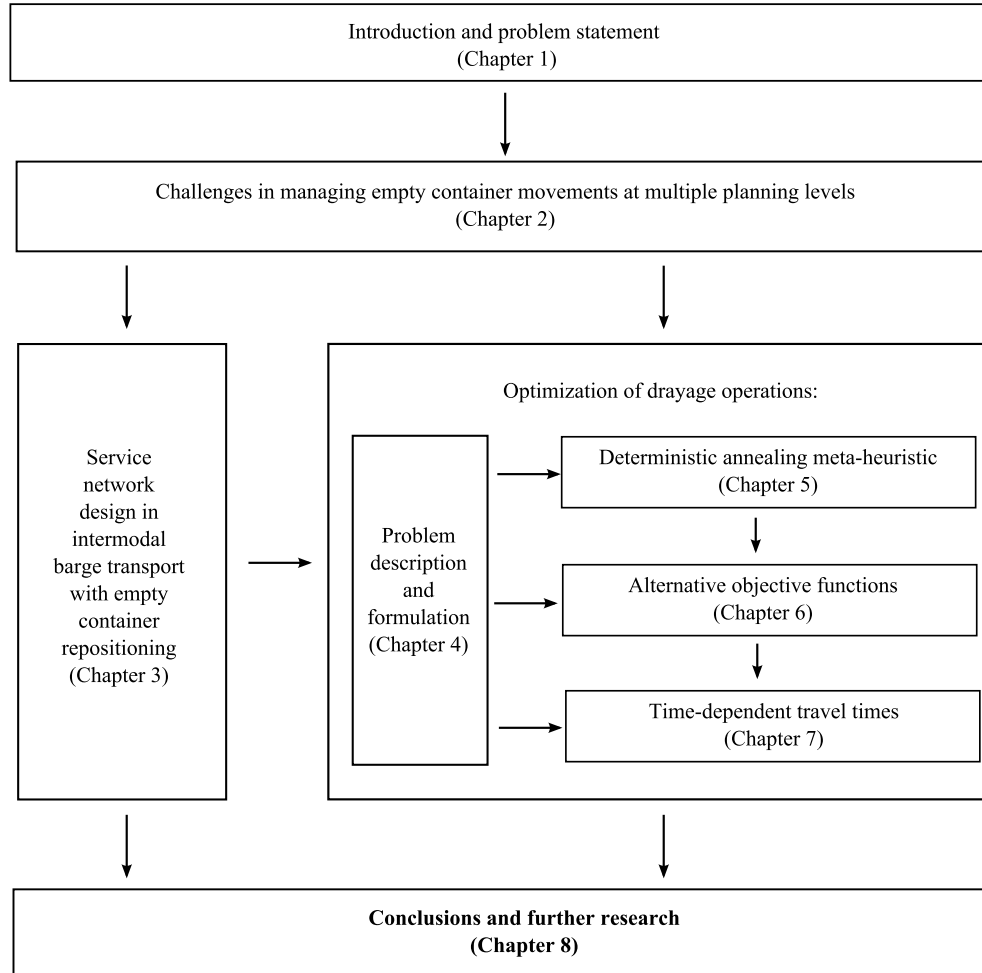 Introduction and problem statement
(Chapter 1)
Challenges in managing empty container movements at multiple planning levels
(Chapter 2)
Service
network
design in
intermodal
barge transport
with empty
container
repositioning
(Chapter 3)
Optimization of drayage operations:
Problem
description
and
formulation
(Chapter 4)
Deterministic annealing meta-heuristic
(Chapter 5)
Alternative objective functions
(Chapter 6)
Time-dependent travel times
(Chapter 7)
Conclusions and further research
(Chapter 8)